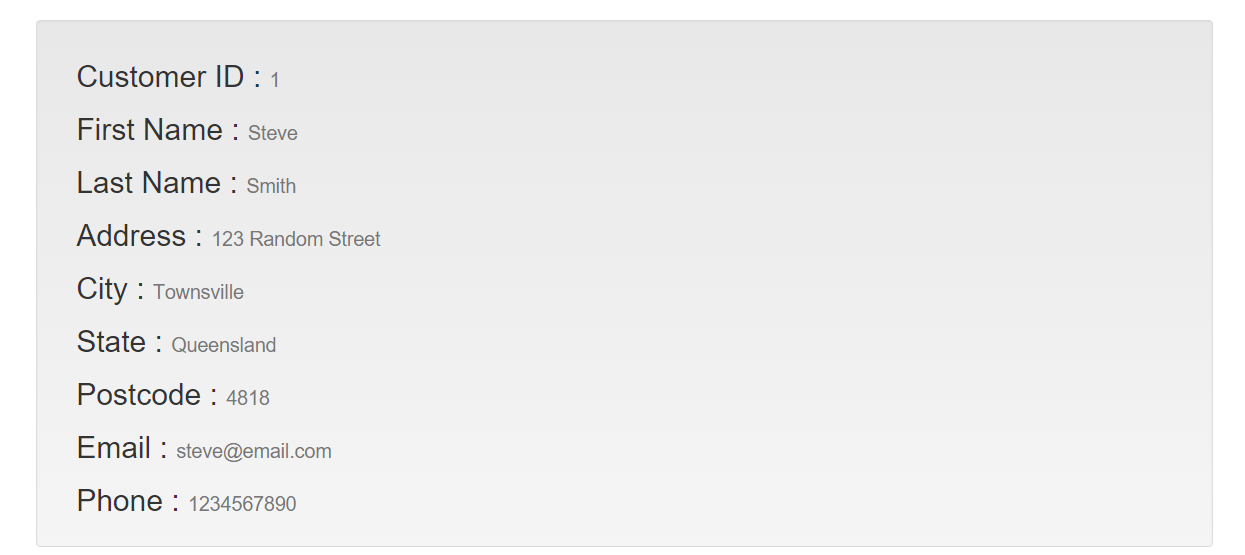 Customer ID : 1
First Name : Steve
Last Name : Smith
Address : 123 Random Street
City : Townsville
State : Queensland
Postcode : 4818
Email : steve@email.com
Phone : 1234567890